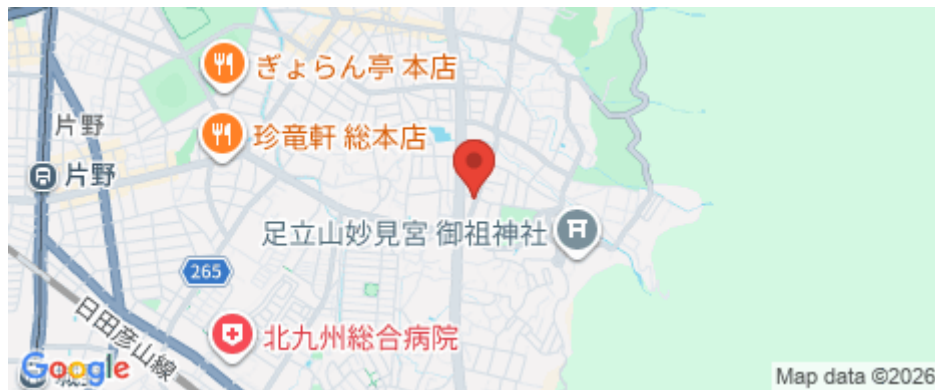 ぎょらん亭 本店
片野
珍竜軒 総本店
片野
足立山妙見宮 御祖神社
265
日田彦山線
北九州総合病院
Google
Map data ©2026